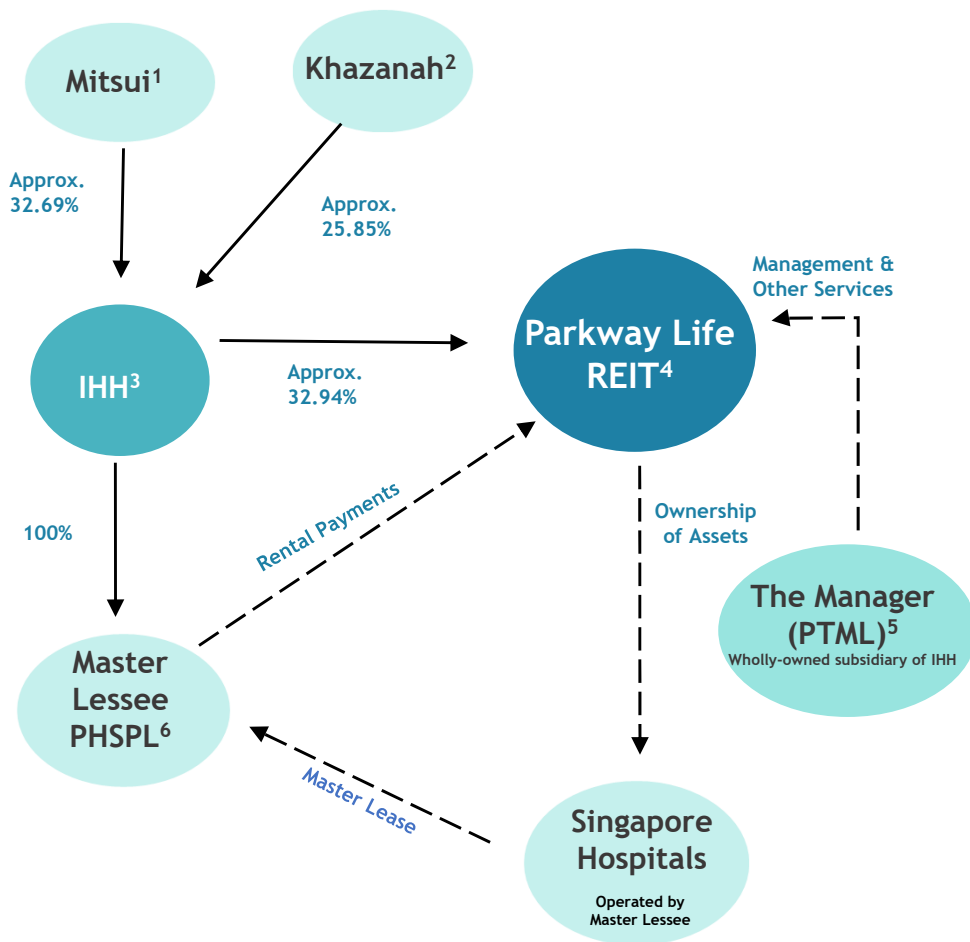 Mitsui¹
Khazanah²
Approx.
32.69%
Approx.
25.85%
Management &
Other Services
Parkway Life
REIT⁴
IHH³
Approx.
32.94%
Rental Payments
Ownership
of Assets
100%
The Manager
(PTML)⁵
Wholly-owned subsidiary of IHH
Master
Lessee
PHSPL⁶
Master Lease
Singapore
Hospitals
Operated by
Master Lessee